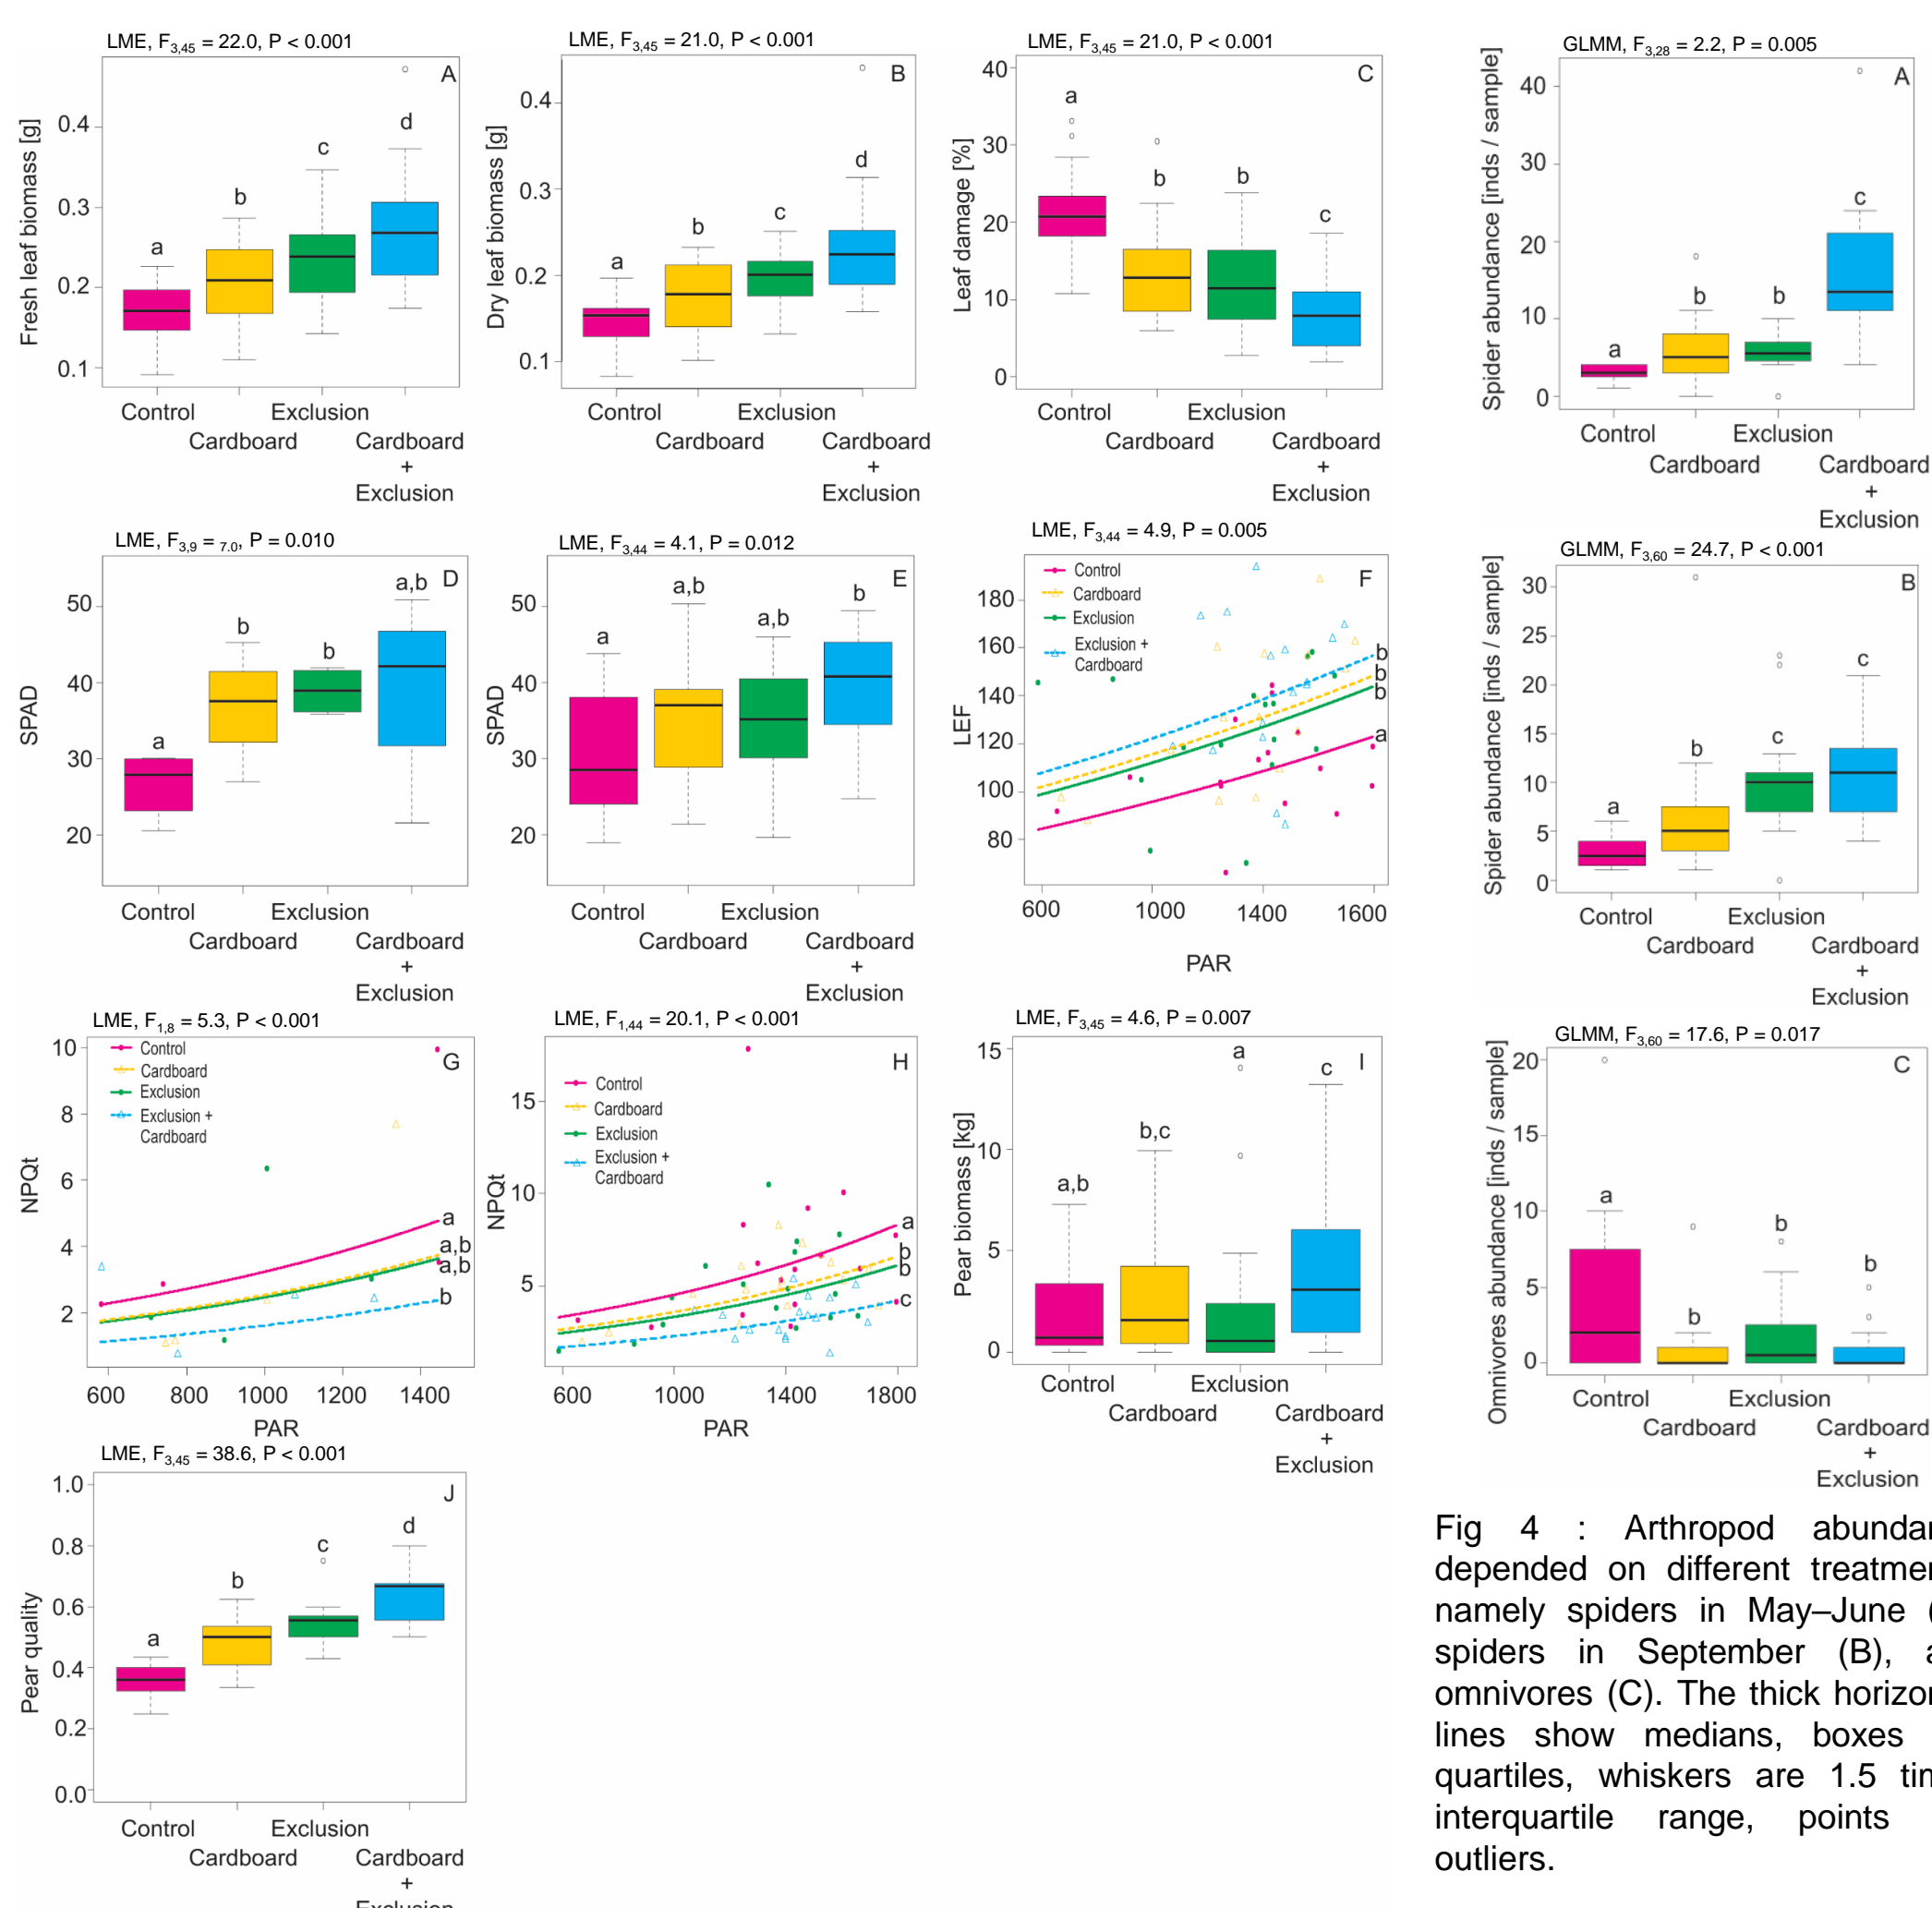 LME, F3,45 = 22.0, P < 0.001
A
Fresh leaf biomass [g]
0.4
0.3
0.2
0.1
a
b
c
d
Control
Exclusion
Cardboard
Cardboard
+
Exclusion
LME, F3,45 = 21.0, P < 0.001
B
Dry leaf biomass [g]
0.4
0.3
0.2
0.1
a
b
c
d
Control
Exclusion
Cardboard
Cardboard
+
Exclusion
LME, F3,45 = 21.0, P < 0.001
C
Leaf damage [%]
40
30
20
10
0
a
b
b
c
Control
Exclusion
Cardboard
Cardboard
+
Exclusion
GLMM, F3,28 = 2.2, P = 0.005
A
Spider abundance [inds / sample]
40
30
20
10
0
a
b
b
c
Control
Exclusion
Cardboard
Cardboard
+
Exclusion
LME, F3,9 = 7.0, P = 0.010
D
SPAD
50
40
30
20
a
b
b
a,b
Control
Exclusion
Cardboard
Cardboard
+
Exclusion
LME, F3,44 = 4.1, P = 0.012
E
SPAD
50
40
30
20
a
a,b
a,b
b
Control
Exclusion
Cardboard
Cardboard
+
Exclusion
LME, F3,44 = 4.9, P = 0.005
F
Control
Cardboard
Exclusion
Exclusion +
Cardboard
LEF
180
160
140
120
100
80
b
b
b
a
600 1000 1400 1600
PAR
GLMM, F3,60 = 24.7, P < 0.001
B
Spider abundance [inds / sample]
30
25
20
15
10
5
0
a
b
c
c
Control
Exclusion
Cardboard
Cardboard
+
Exclusion
LME, F1,8 = 5.3, P < 0.001
G
Control
Cardboard
Exclusion
Exclusion +
Cardboard
NPQt
10
8
6
4
2
a
a,b
a,b
b
600 800 1000 1200 1400
PAR
LME, F1,44 = 20.1, P < 0.001
H
Control
Cardboard
Exclusion
Exclusion +
Cardboard
NPQt
15
10
5
a
b
b
c
600 1000 1400 1800
PAR
LME, F3,45 = 4.6, P = 0.007
I
Pear biomass [kg]
15
10
5
0
a,b
b,c
a
c
Control
Exclusion
Cardboard
Cardboard
+
Exclusion
GLMM, F3,60 = 17.6, P = 0.017
C
Omnivores abundance [inds / sample]
20
15
10
5
0
a
b
b
b
Control
Exclusion
Cardboard
Cardboard
+
Exclusion
LME, F3,45 = 38.6, P < 0.001
J
Pear quality
1.0
0.8
0.6
0.4
0.2
0.0
a
b
c
d
Control
Exclusion
Cardboard
Cardboard
+
Fig 4 : Arthropod
depended on different
namely spiders in May–June
spiders in September (B),
omnivores (C). The thick
lines show medians, boxes
quartiles, whiskers are 1.5
interquartile range, points
outliers.